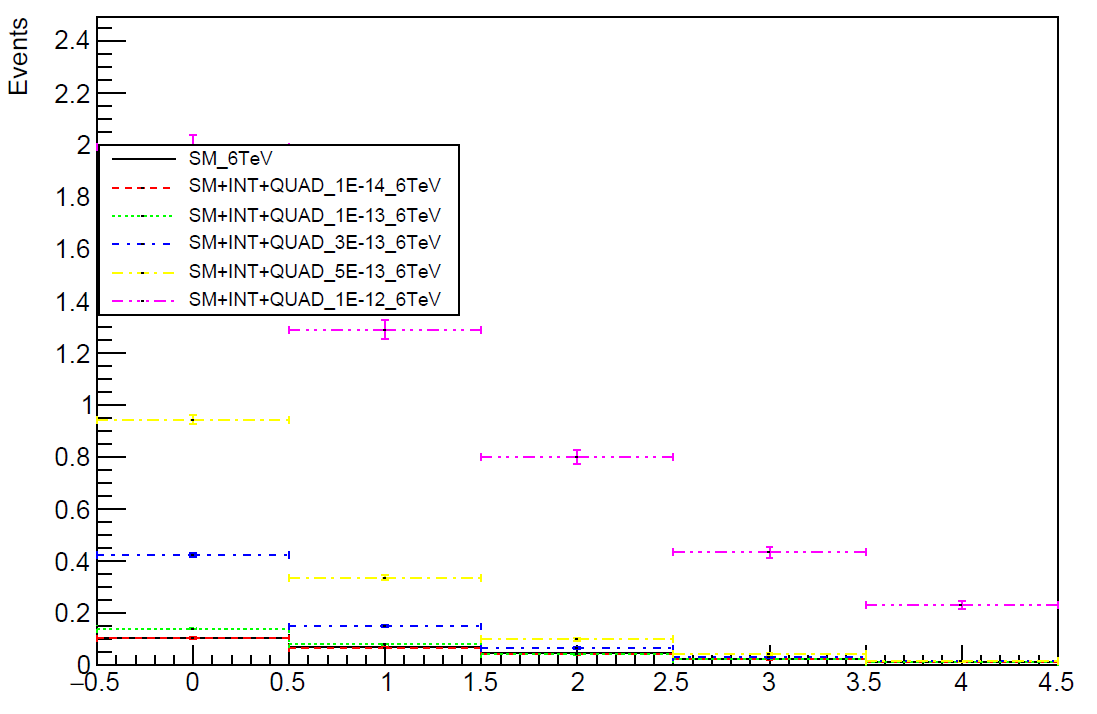 Events
2.4
2.2
2
1.8
1.6
1.4
1.2
1
0.8
0.6
0.4
0.2
0
SM_6TeV
SM+INT+QUAD_1E-14_6TeV
SM+INT+QUAD_1E-13_6TeV
SM+INT+QUAD_3E-13_6TeV
SM+INT+QUAD_5E-13_6TeV
SM+INT+QUAD_1E-12_6TeV
−0.5 0 0.5 1 1.5 2 2.5 3 3.5 4 4.5